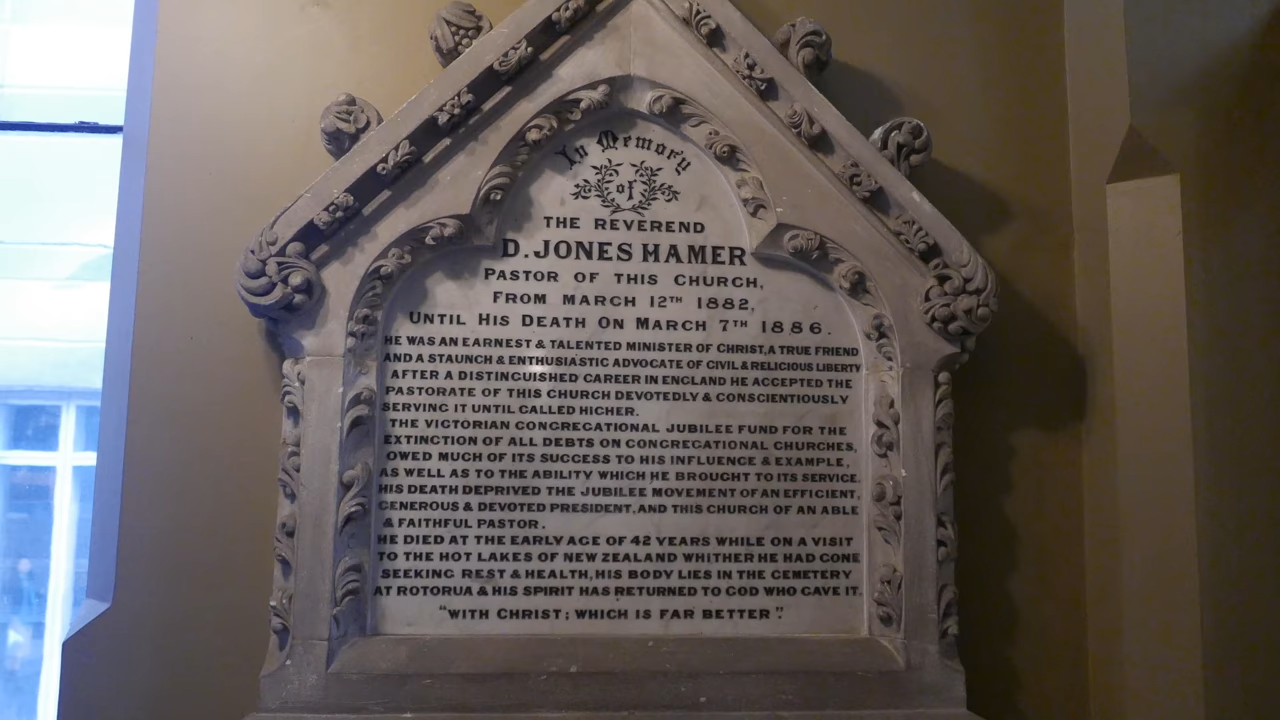 In Memory
of
THE REVEREND
D. JONES HAMER
PASTOR OF THIS CHURCH,
FROM MARCH 12TH 1882,
UNTIL HIS DEATH ON MARCH 7TH 1886.
HE WAS AN EARNEST & TALENTED MINISTER OF CHRIST, A TRUE FRIEND
AND A STAUNCH & ENTHUSIASTIC ADVOCATE OF CIVIL & RELIGIOUS LIBERTY
AFTER A DISTINGUISHED CAREER IN ENGLAND HE ACCEPTED THE
PASTORATE OF THIS CHURCH DEVOTEDLY & CONSCIENTIOUSLY
SERVING IT UNTIL CALLED HIGHER.
THE VICTORIAN CONGREGATIONAL JUBILEE FUND FOR THE
EXTINCTION OF ALL DEBTS ON CONGREGATIONAL CHURCHES,
OWED MUCH OF ITS SUCCESS TO HIS INFLUENCE & EXAMPLE,
AS WELL AS TO THE ABILITY WHICH HE BROUGHT TO ITS SERVICE.
HIS DEATH DEPRIVED THE JUBILEE MOVEMENT OF AN EFFICIENT,
GENEROUS & DEVOTED PRESIDENT, AND THIS CHURCH OF AN ABLE
& FAITHFUL PASTOR.
HE DIED AT THE EARLY AGE OF 42 YEARS WHILE ON A VISIT
TO THE HOT LAKES OF NEW ZEALAND WHITHER HE HAD GONE
SEEKING REST & HEALTH, HIS BODY LIES IN THE CEMETERY
AT ROTORUA & HIS SPIRIT HAS RETURNED TO GOD WHO GAVE IT.
"WITH CHRIST; WHICH IS FAR BETTER".